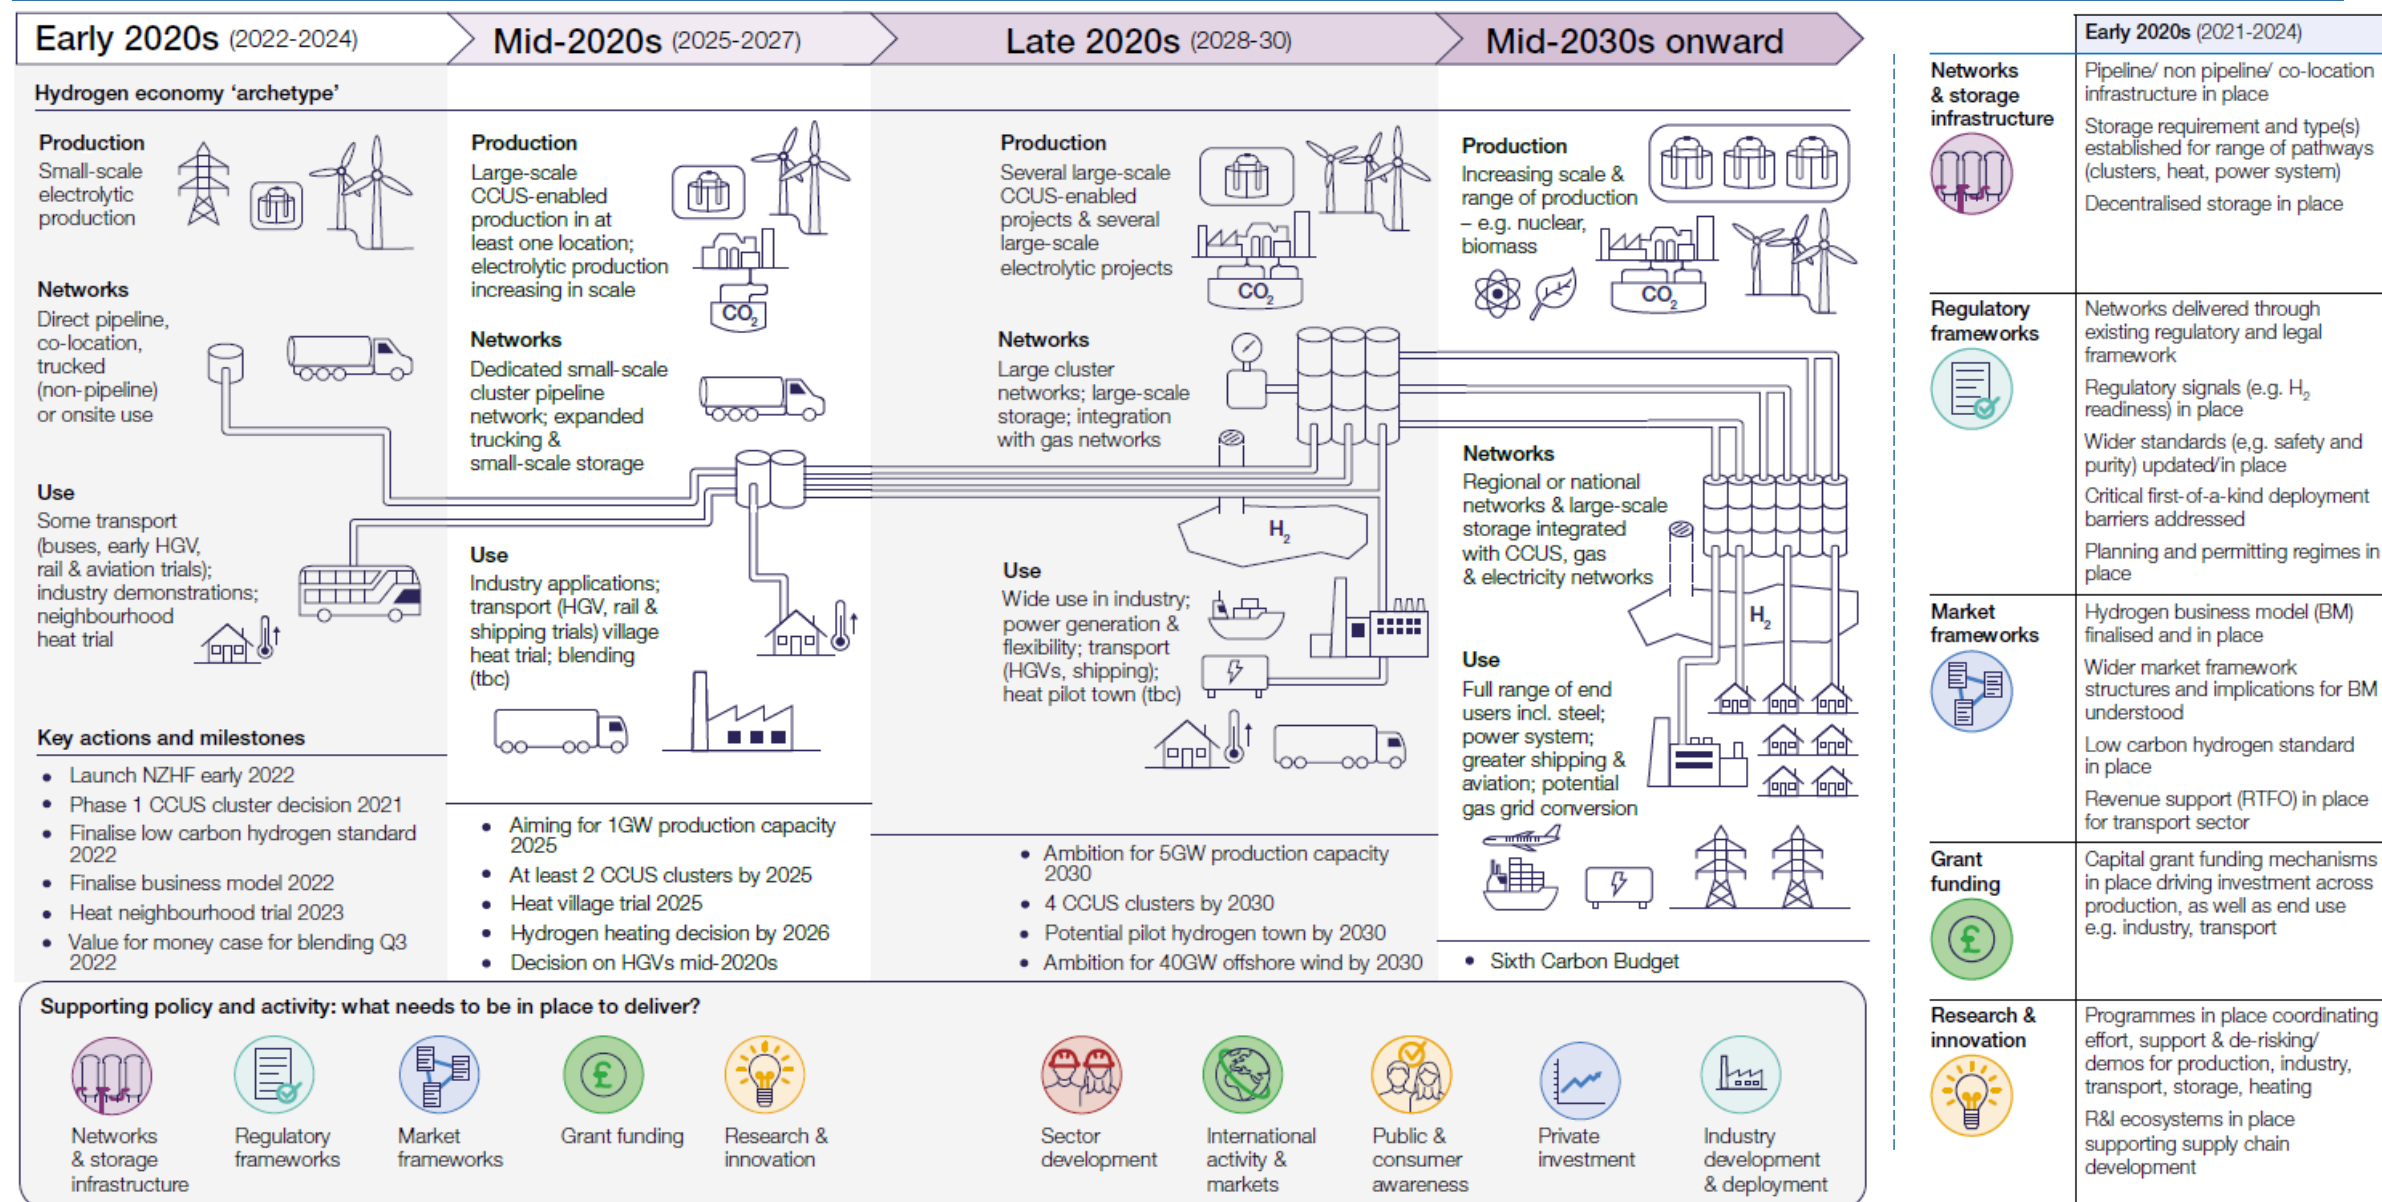 Early 2020s (2022-2024)
Mid-2020s (2025-2027)
Late 2020s (2028-30)
Mid-2030s onward
Hydrogen economy ‘archetype’
Production
Small-scale
electrolytic
production
Networks
Direct pipeline,
co-location,
trucked
(non-pipeline)
or onsite use
Use
Some transport
(buses, early HGV,
rail & aviation trials);
industry demonstrations;
neighbourhood
heat trial
Key actions and milestones
• Launch NZHF early 2022
• Phase 1 CCUS cluster decision 2021
• Finalise low carbon hydrogen standard
2022
• Finalise business model 2022
• Heat neighbourhood trial 2023
• Value for money case for blending Q3
2022
Production
Large-scale
CCUS-enabled
production in at
least one location;
electrolytic production
increasing in scale
CO₂
Networks
Dedicated small-scale
cluster pipeline
network; expanded
trucking &
small-scale storage
Use
Industry applications;
transport (HGV, rail &
shipping trials) village
heat trial; blending
(tbc)
• Aiming for 1GW production capacity
2025
• At least 2 CCUS clusters by 2025
• Heat village trial 2025
• Hydrogen heating decision by 2026
• Decision on HGVs mid-2020s
Production
Several large-scale
CCUS-enabled
projects & several
large-scale
electrolytic projects
CO₂
Networks
Large cluster
networks; large-scale
storage; integration
with gas networks
H₂
Use
Wide use in industry;
power generation &
flexibility; transport
(HGVs, shipping);
heat pilot town (tbc)
• Ambition for 5GW production capacity
2030
• 4 CCUS clusters by 2030
• Potential pilot hydrogen town by 2030
• Ambition for 40GW offshore wind by 2030
Production
Increasing scale &
range of production
– e.g. nuclear,
biomass
CO₂
Networks
Regional or national
networks & large-scale
storage integrated
with CCUS, gas
& electricity networks
H₂
Use
Full range of end
users incl. steel;
power system;
greater shipping &
aviation; potential
gas grid conversion
• Sixth Carbon Budget
Supporting policy and activity: what needs to be in place to deliver?
Networks
& storage
infrastructure
Regulatory
frameworks
Market
frameworks
£
Grant funding
Research &
innovation
Sector
development
International
activity &
markets
Public &
consumer
awareness
Private
investment
Industry
development
& deployment
Early 2020s (2021-2024)
Networks
& storage
infrastructure
Pipeline/ non pipeline/ co-location
infrastructure in place
Storage requirement and type(s)
established for range of pathways
(clusters, heat, power system)
Decentralised storage in place
Regulatory
frameworks
Networks delivered through
existing regulatory and legal
framework
Regulatory signals (e.g. H₂
readiness) in place
Wider standards (e,g. safety and
purity) updated/in place
Critical first-of-a-kind deployment
barriers addressed
Planning and permitting regimes in
place
Market
frameworks
Hydrogen business model (BM)
finalised and in place
Wider market framework
structures and implications for BM
understood
Low carbon hydrogen standard
in place
Revenue support (RTFO) in place
for transport sector
Grant
funding
£
Capital grant funding mechanisms
in place driving investment across
production, as well as end use
e.g. industry, transport
Research &
innovation
Programmes in place coordinating
effort, support & de-risking/
demos for production, industry,
transport, storage, heating
R&I ecosystems in place
supporting supply chain
development